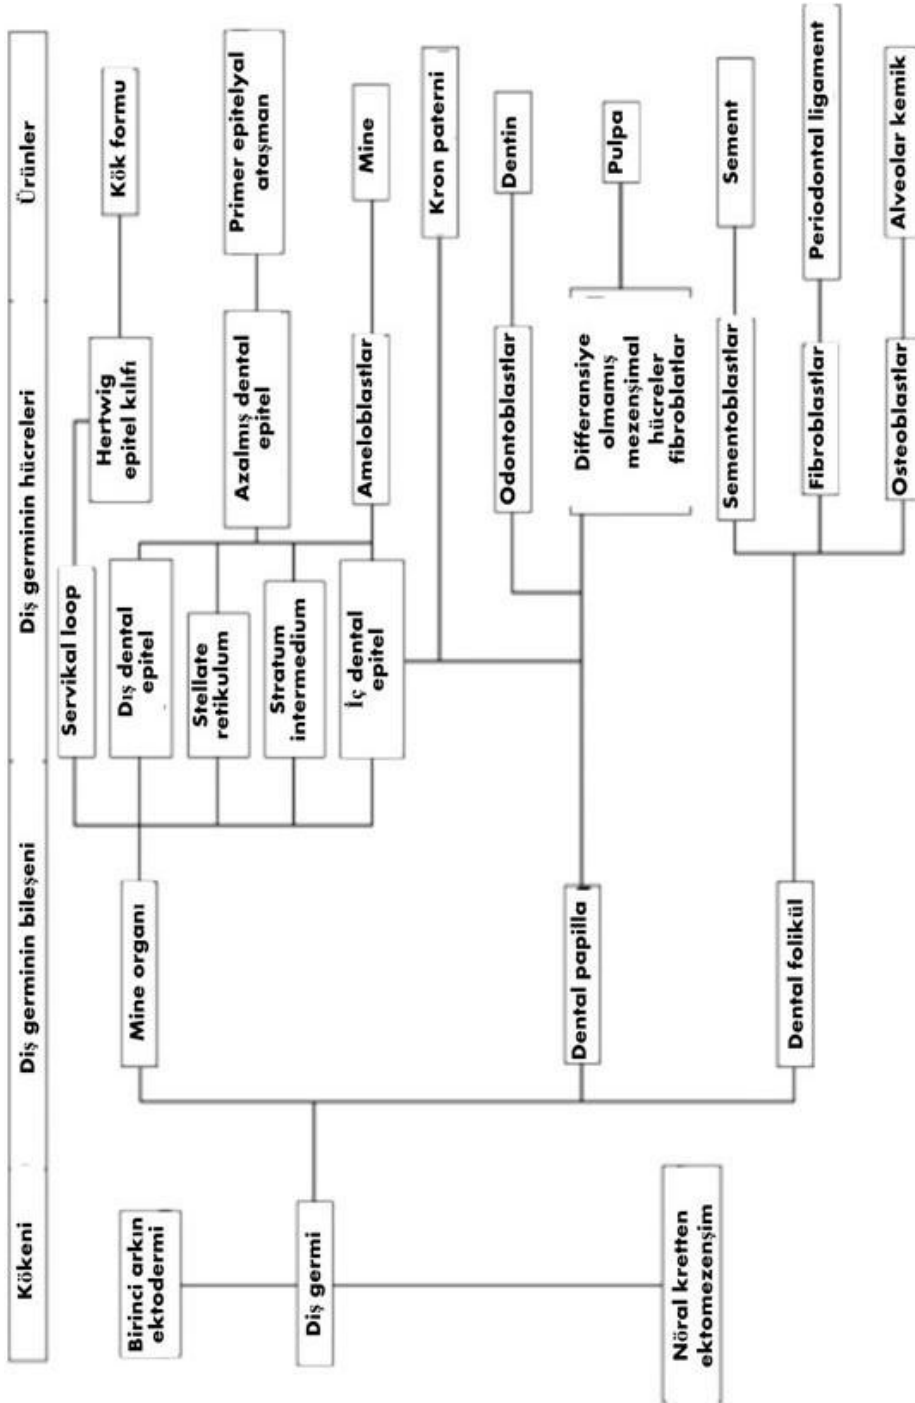 Kökeni
Diş germinin bileşeni
Diş germinin hücreleri
Ürünler
Birinci arkın
ektodermi
Diş germi
Nöral kretten
ektomezenşim
Mine organı
Dental papilla
Dental folikül
Servikal loop
Dış dental
epitel
Stellate
retikulum
Stratum
intermedium
İç dental
epitel
Hertwig
epitel kılıfı
Azalmış dental
epitel
Ameloblastlar
Odontoblastlar
Differansiye
olmamış
mezenşimal
hücreler
fibroblatlar
Sementoblastlar
Fibroblastlar
Osteoblastlar
Kök formu
Primer epitelyal
ataşman
Mine
Kron paterni
Dentin
Pulpa
Sement
Periodontal ligament
Alveolar kemik